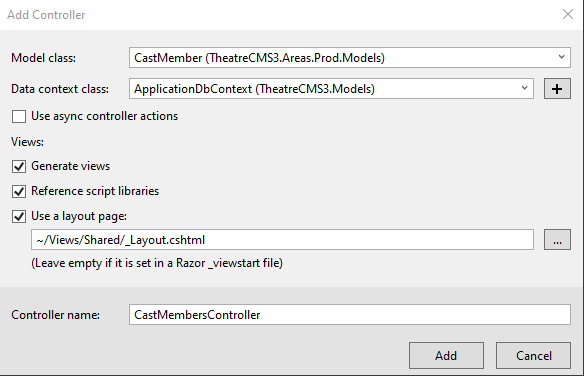 Add Controller
Model class: CastMember (TheatreCMS3.Areas.Prod.Models)
Data context class: ApplicationDbContext (TheatreCMS3.Models) +
Use async controller actions
Views:
Generate views
Reference script libraries
Use a layout page:
~/Views/Shared/_Layout.cshtml ...
(Leave empty if it is set in a Razor _viewstart file)
Controller name: CastMembersController
Add Cancel